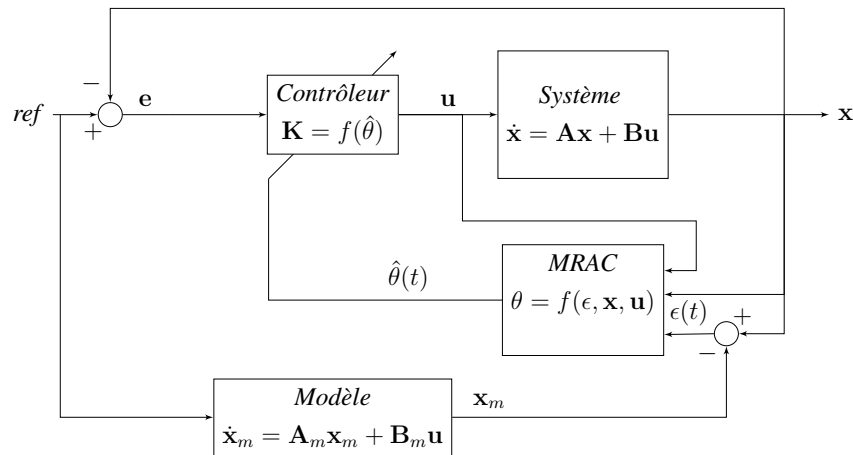 −
ref
+
e
Contrôleur
K = f(θ̂)
u
Système
ẋ = Ax + Bu
x
θ̂(t)
MRAC
θ = f(ϵ, x, u)
ϵ(t)
+
−
Modèle
ẋₘ = Aₘxₘ + Bₘu
xₘ